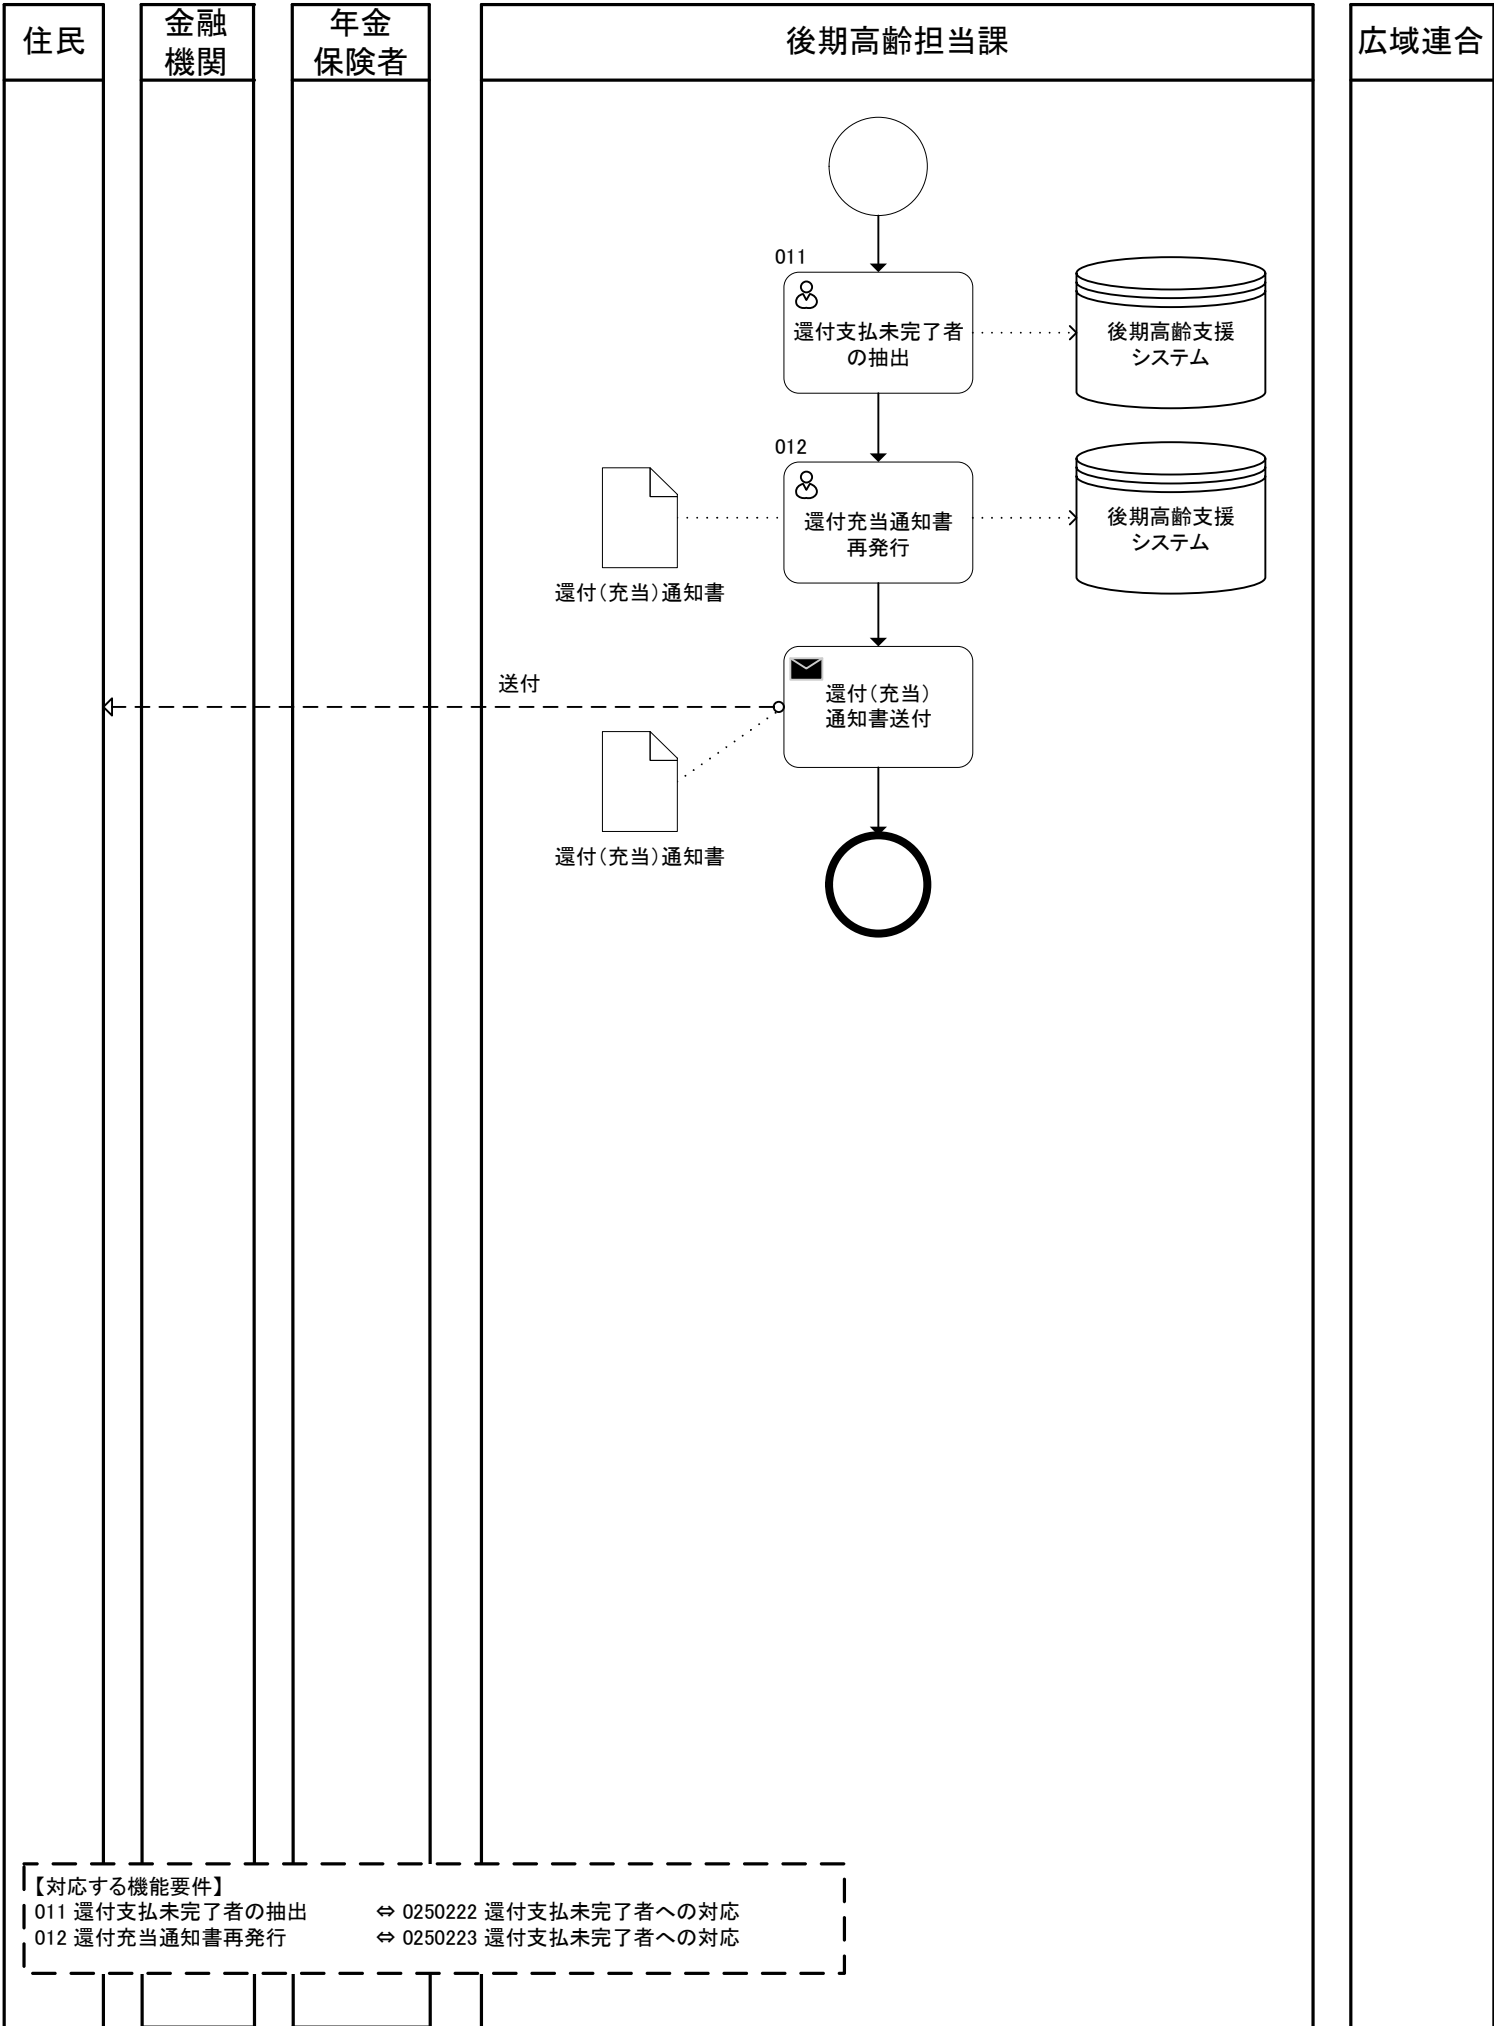 住民
金融
機関
年金
保険者
後期高齢担当課
広域連合
011
還付支払未完了者
の抽出
後期高齢支援
システム
012
還付充当通知書
再発行
後期高齢支援
システム
還付（充当）通知書
送付
還付（充当）
通知書送付
還付（充当）通知書
【対応する機能要件】
011 還付支払未完了者の抽出 ⇔ 0250222 還付支払未完了者への対応
012 還付充当通知書再発行 ⇔ 0250223 還付支払未完了者への対応